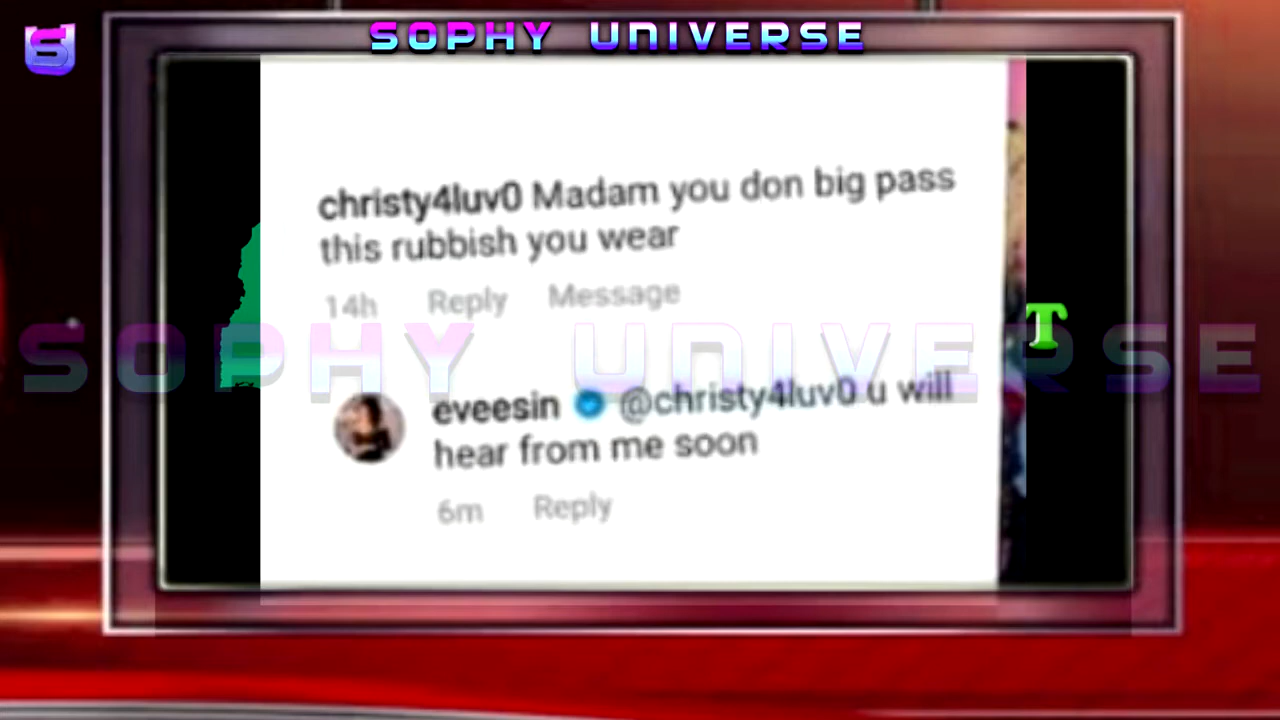 SOPHY UNIVERSE
christy4luv0 Madam you don big pass
this rubbish you wear
14h Reply Message
SOPHY UNIVERSE
eveesin @christy4luv0 u will
hear from me soon
6m Reply
T